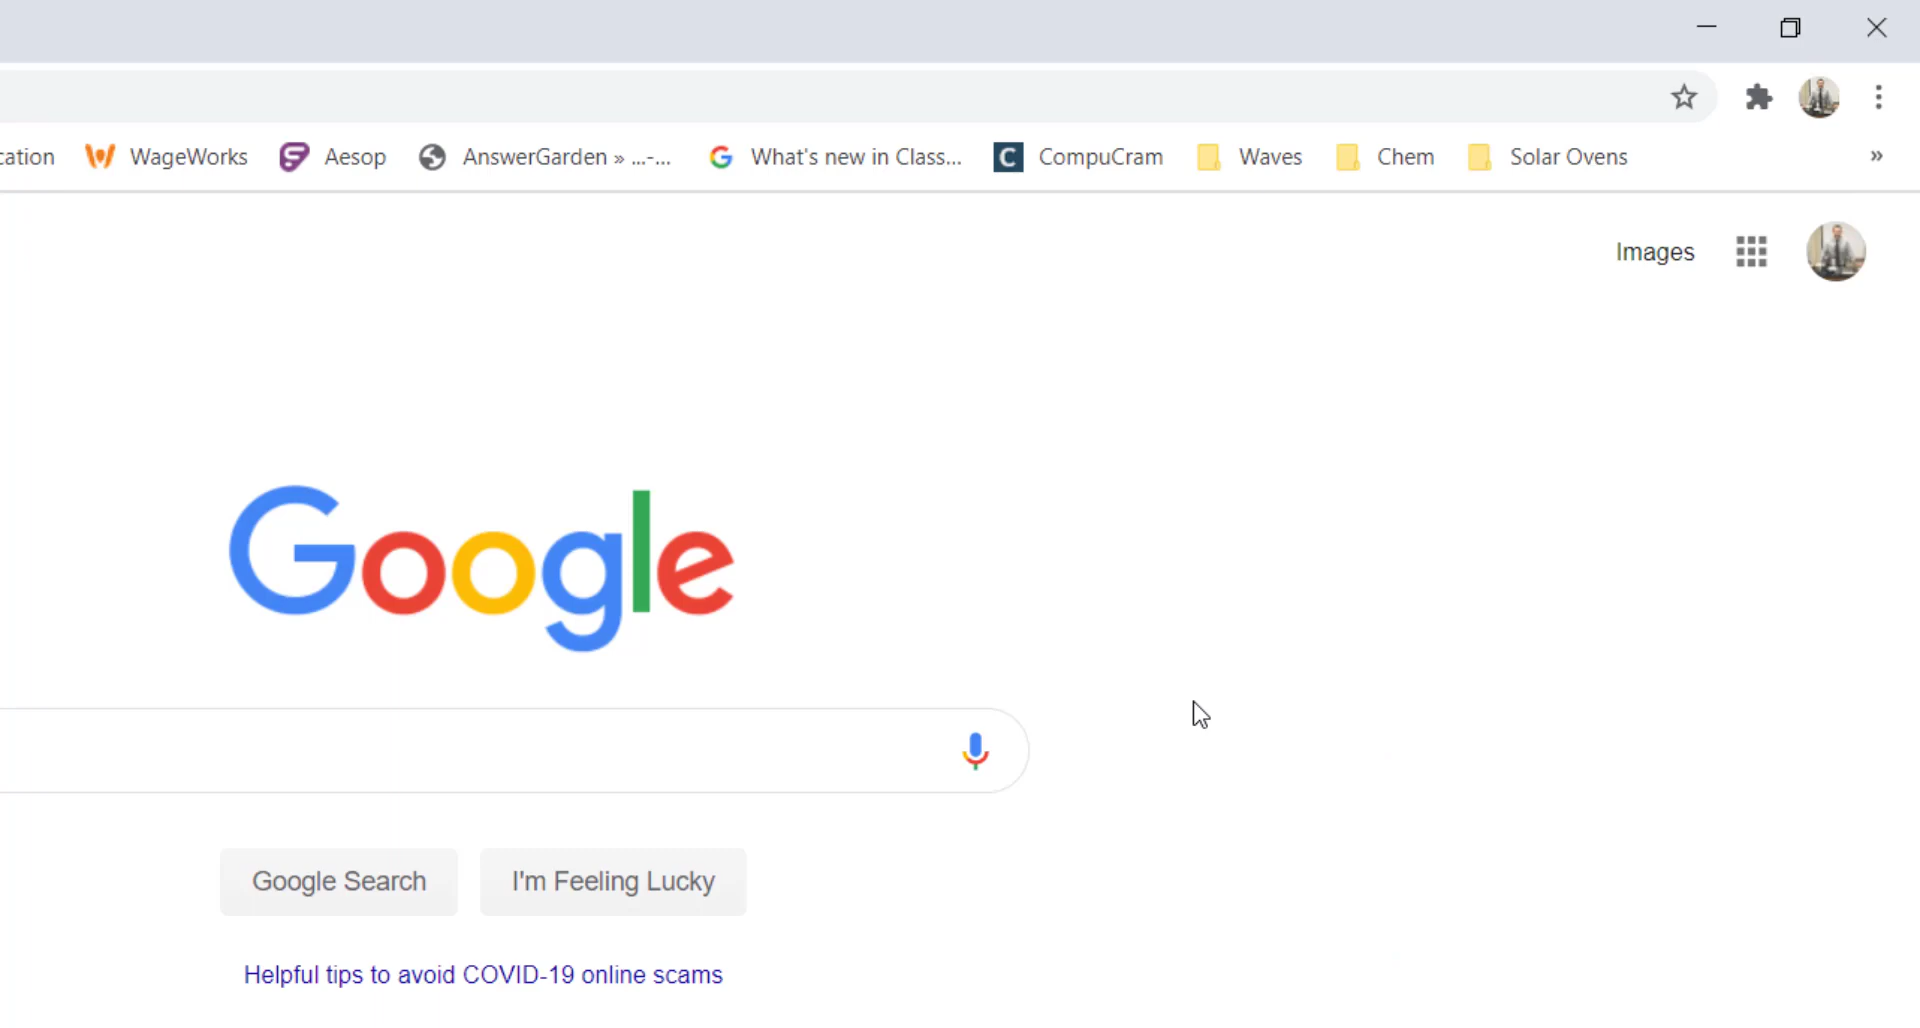 cation WageWorks Aesop AnswerGarden » ...-... What's new in Class... CompuCram Waves Chem Solar Ovens »
Images
Google
Google Search I'm Feeling Lucky
Helpful tips to avoid COVID-19 online scams